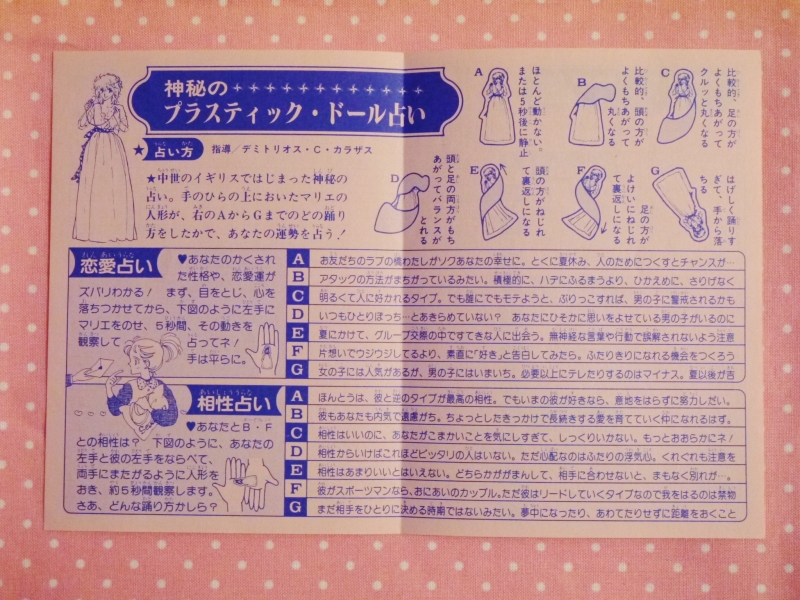 神秘の
プラスティック・ドール占い
★占い方
指導／デミトリオス・C・カラザス
★中世のイギリスではじまった神秘の
占い。手のひらの上においたマリエの
人形が、右のAからGまでのどの踊り
方をしたかで、あなたの運勢を占う！
A
ほとんど動かない。
または5秒後に静止
B
比較的、頭の方が
よくもちあがって
丸くなる
C
比較的、足の方が
よくもちあがって
クルッと丸くなる
D
頭と足の両方がもち
あがってバランスが
とれる
E
頭の方がねじれ
て裏返しになる
F
足の方が
よけいにねじれ
て裏返しになる
G
はげしく踊りす
ぎて、手から落
ちる
恋愛占い
♥あなたのかくされ
た性格や、恋愛運が
ズバリわかる！ まず、目をとじ、心を
落ちつかせてから、下図のように左手に
マリエをのせ、5秒間、その動きを
観察して占ってネ！
手は平らに。
A お友だちのラブの橋わたしがソクあなたの幸せに。とくに夏休み、人のためにつくすとチャンスが…
B アタックの方法がまちがっているみたい。積極的に、ハデにふるまうより、ひかえめに、さりげなく
C 明るくて人に好かれるタイプ。でも誰にでもモテようと、ぶりっこすれば、男の子に警戒されるかも
D いつもひとりぼっち…とあきらめていない？ あなたにひそかに思いをよせている男の子がいるのに
E 夏にかけて、グループ交際の中ですてきな人に出会う。無神経な言葉や行動で誤解されないよう注意
F 片想いでウジウジしてるより、素直に「好き」と告白してみたら。ふたりきりになれる機会をつくろう
G 女の子には人気があるが、男の子にはいまいち。必要以上にテレたりするのはマイナス。夏以後が吉
相性占い
♥あなたとB・F
との相性は？ 下図のように、あなたの
左手と彼の左手をならべて、
両手にまたがるように人形を
おき、約5秒間観察します。
さあ、どんな踊り方かしら？
A ほんとうは、彼と逆のタイプが最高の相性。でもいまの彼が好きなら、意地をはらずに努力しだい。
B 彼もあなたも内気で遠慮がち。ちょっとしたきっかけで長続きする愛を育てていく仲になれるはず。
C 相性はいいのに、あなたがこまかいことを気にしすぎて、しっくりいかない。もっとおおらかにネ！
D 相性からいけばこれほどピッタリの人はいない。ただ心配なのはふたりの浮気心。くれぐれも注意を
E 相性はあまりいいとはいえない。どちらかががまんして、相手に合わせないと、まもなく別れが…。
F 彼がスポーツマンなら、おにあいのカップル。ただ彼はリードしていくタイプなので我をはるのは禁物
G まだ相手をひとりに決める時期ではないみたい。夢中になったり、あわてたりせずに距離をおくこと